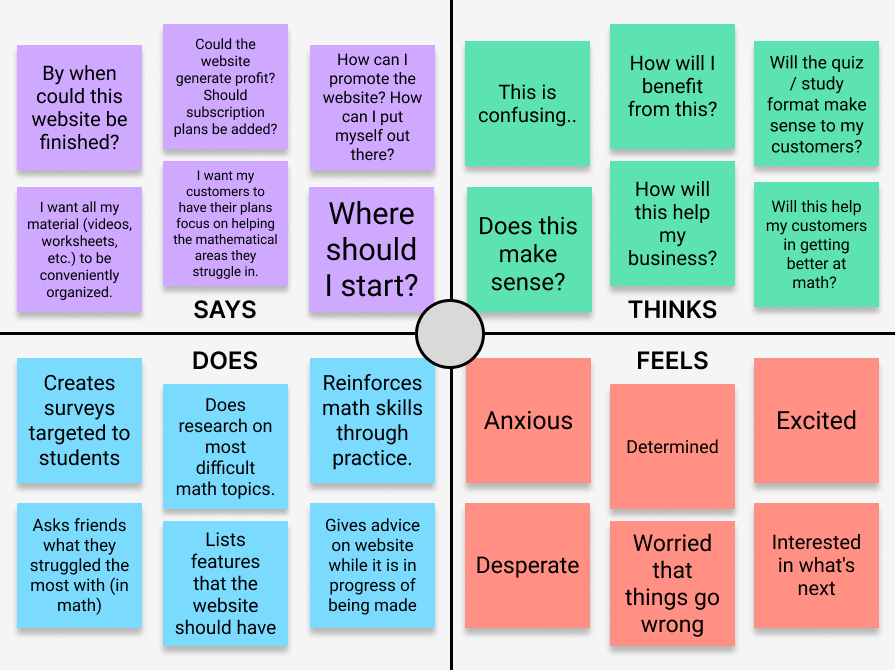 By when
could this
website be
finished?
Could the
website
generate profit?
Should
subscription
plans be added?
How can I
promote the
website? How
can I put
myself out
there?
I want all my
material (videos,
worksheets,
etc.) to be
conveniently
organized.
I want my
customers to
have their plans
focus on helping
the mathematical
areas they
struggle in.
Where
should
I start?
SAYS
This is
confusing..
How will I
benefit
from this?
Will the quiz
/ study
format make
sense to my
customers?
Does this
make
sense?
How will
this help
my
business?
Will this help
my customers
in getting
better at
math?
THINKS
DOES
Creates
surveys
targeted to
students
Does
research on
most
difficult
math topics.
Reinforces
math skills
through
practice.
Asks friends
what they
struggled the
most with (in
math)
Lists
features
that the
website
should have
Gives advice
on website
while it is in
progress of
being made
FEELS
Anxious
Determined
Excited
Desperate
Worried
that
things go
wrong
Interested
in what's
next